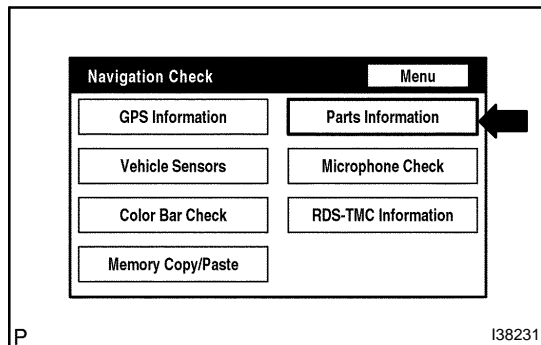 Navigation Check Menu
GPS Information Parts Information
Vehicle Sensors Microphone Check
Color Bar Check RDS-TMC Information
Memory Copy/Paste
P I38231